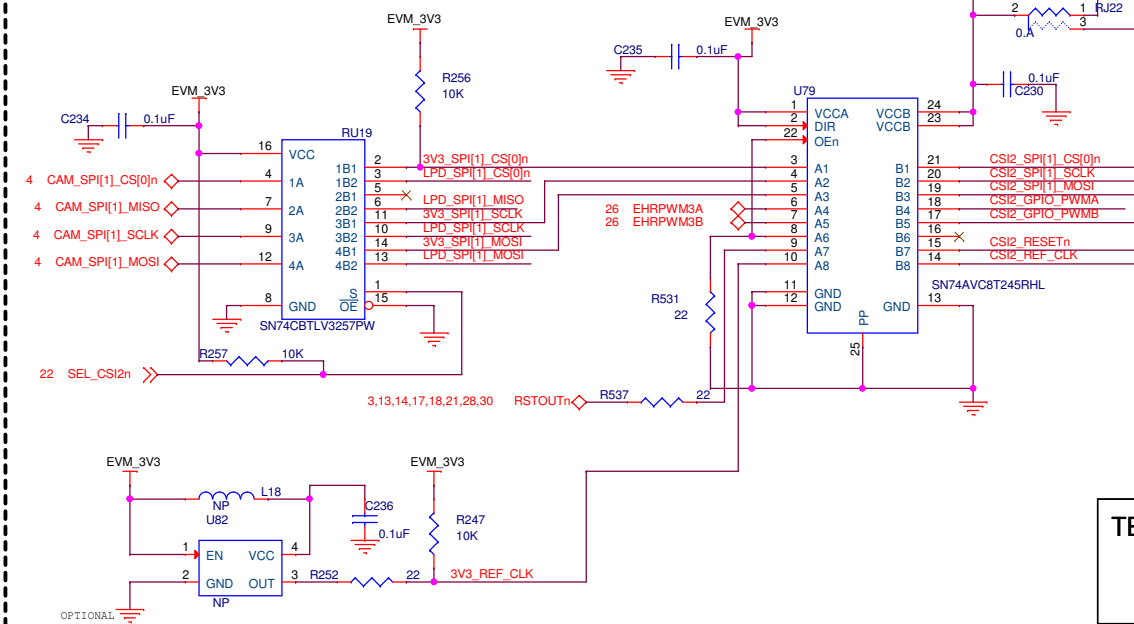 2 1 RJ22
3
0.A
EVM_3V3
EVM_3V3
C235 0.1uF
R256
10K
0.1uF
C230
EVM_3V3
C234 0.1uF
U79
1 VCCA VCCB 24
2 DIR VCCB 23
22 OEn
RU19
16 VCC
1B1 2 3V3_SPI[1]_CS[0]n
1B2 3 LPD_SPI[1]_CS[0]n
2B1 5
2B2 6 LPD_SPI[1]_MISO
3B1 11 3V3_SPI[1]_SCLK
3B2 10 LPD_SPI[1]_SCLK
4B1 14 3V3_SPI[1]_MOSI
4B2 13 LPD_SPI[1]_MOSI
4 CAM_SPI[1]_CS[0]n 4 1A
4 CAM_SPI[1]_MISO 7 2A
4 CAM_SPI[1]_SCLK 9 3A
4 CAM_SPI[1]_MOSI 12 4A
S 1
8 GND OE 15
SN74CBTLV3257PW
3 A1 B1 21 CSI2_SPI[1]_CS[0]n
4 A2 B2 20 CSI2_SPI[1]_SCLK
5 A3 B3 19 CSI2_SPI[1]_MOSI
26 EHRPWM3A 6 A4 B4 18 CSI2_GPIO_PWMA
26 EHRPWM3B 7 A5 B5 17 CSI2_GPIO_PWMB
8 A6 B6 16
9 A7 B7 15 CSI2_RESETn
10 A8 B8 14 CSI2_REF_CLK
11 GND
12 GND GND 13
SN74AVC8T245RHL
PP
25
R531
22
R257 10K
22 SEL_CSI2n
3,13,14,17,18,21,28,30 RSTOUTn R537 22
EVM_3V3
EVM_3V3
L18
NP
U82
C236
0.1uF
R247
10K
1 EN VCC 4
2 GND OUT 3 R252 22 3V3_REF_CLK
NP
OPTIONAL
TE